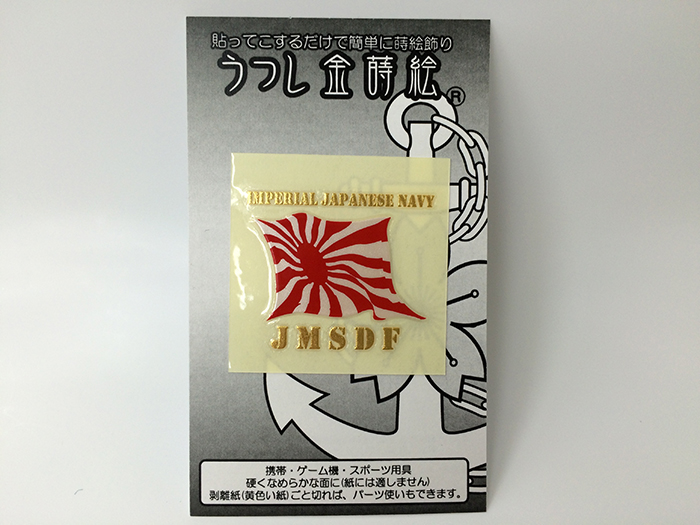 貼ってこするだけで簡単に蒔絵飾り
うつし金蒔絵®
IMPERIAL JAPANESE NAVY
JMSDF
携帯・ゲーム機・スポーツ用具
硬くなめらかな面に(紙には適しません)
剥離紙(黄色い紙)ごと切れば、パーツ使いもできます。